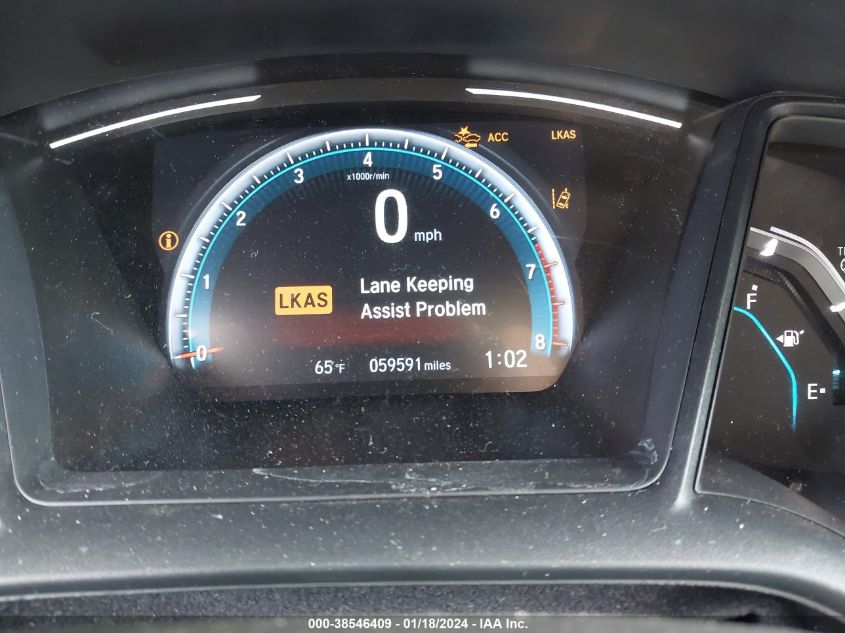 ACC LKAS
4
3 5
x1000r/min
2 0 mph 6
i
1 7
LKAS Lane Keeping
Assist Problem
F
0 8
65°F 059591 miles 1:02
E
000-38546409 - 01/18/2024 - IAA Inc.